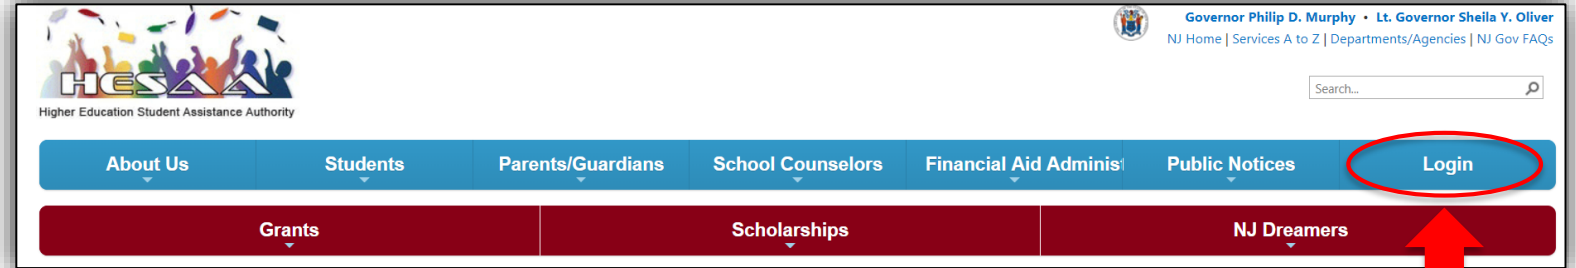 Governor Philip D. Murphy • Lt. Governor Sheila Y. Oliver
NJ Home | Services A to Z | Departments/Agencies | NJ Gov FAQs
HESAA
Higher Education Student Assistance Authority
Search...
About Us Students Parents/Guardians School Counselors Financial Aid Administ Public Notices Login
Grants Scholarships NJ Dreamers